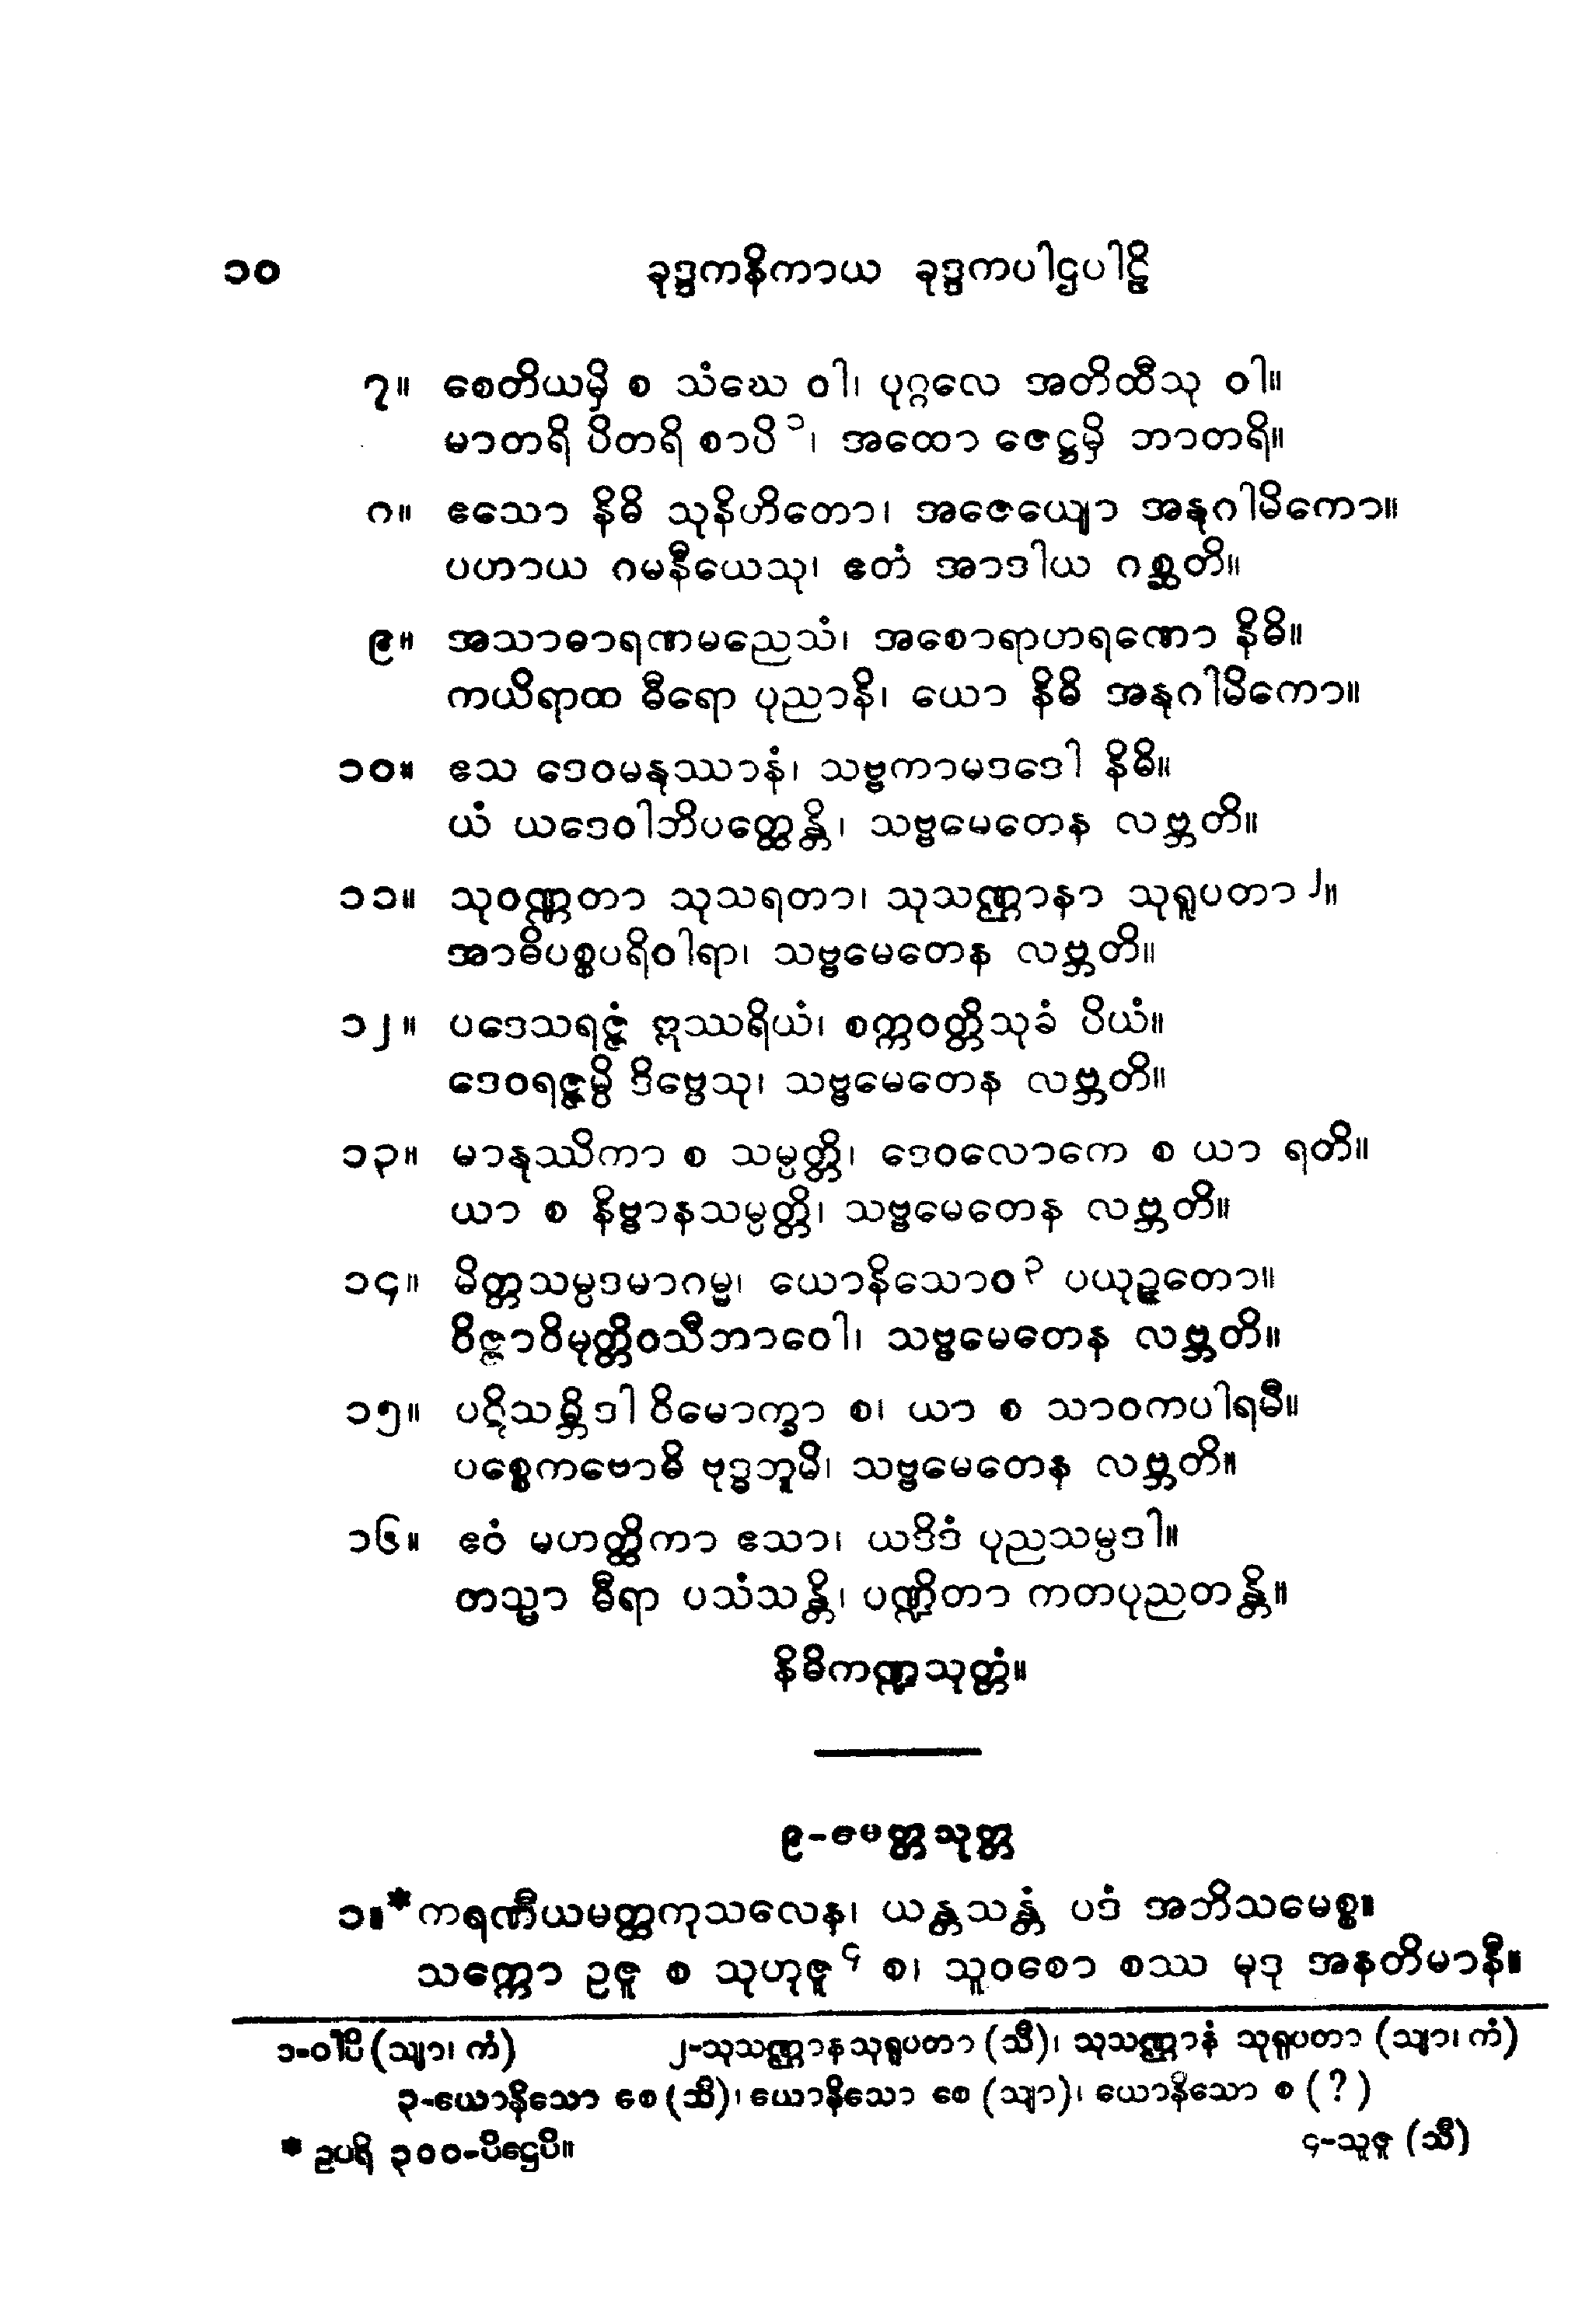 ၁၀ ခုဒ္ဒကနိကာယ ခုဒ္ဒကပါဌပါဠိ
၇။ စေတိယမှိ စ သံဃေ ဝါ၊ ပုဂ္ဂလေ အတိထီသု ဝါ။
မာတရိ ပိတရိ စာပိ ၁၊ အထော ဇေဋ္ဌမှိ ဘာတရိ။
၈။ ဧသော နိဓိ သုနိဟိတော၊ အဇေယျော အနုဂါမိကော။
ပဟာယ ဂမနီယေသု၊ ဧတံ အာဒါယ ဂစ္ဆတိ။
၉။ အသာဓာရဏမညေသံ၊ အစောရာဟရဏော နိဓိ။
ကယိရာထ ဓီရော ပုညာနိ၊ ယော နိဓိ အနုဂါမိကော။
၁၀။ ဧသ ဒေဝမနုဿာနံ၊ သဗ္ဗကာမဒဒေါ နိဓိ။
ယံ ယဒေဝါဘိပတ္ထေန္တိ၊ သဗ္ဗမေတေန လဗ္ဘတိ။
၁၁။ သုဝဏ္ဏတာ သုသရတာ၊ သုသဏ္ဌာနာ သုရူပတာ ၂။
အာဓိပစ္စပရိဝါရာ၊ သဗ္ဗမေတေန လဗ္ဘတိ။
၁၂။ ပဒေသရဇ္ဇံ ဣဿရိယံ၊ စက္ကဝတ္တိသုခံ ပိယံ။
ဒေဝရဇ္ဇမ္ပိ ဒိဗ္ဗေသု၊ သဗ္ဗမေတေန လဗ္ဘတိ။
၁၃။ မာနုဿိကာ စ သမ္ပတ္တိ၊ ဒေဝလောကေ စ ယာ ရတိ။
ယာ စ နိဗ္ဗာနသမ္ပတ္တိ၊ သဗ္ဗမေတေန လဗ္ဘတိ။
၁၄။ မိတ္တသမ္ပဒမာဂမ္မ၊ ယောနိသောဝ ၃ ပယုဉ္ဇတော။
ဝိဇ္ဇာဝိမုတ္တိဝသီဘာဝေါ၊ သဗ္ဗမေတေန လဗ္ဘတိ။
၁၅။ ပဋိသမ္ဘိဒါ ဝိမောက္ခာ စ၊ ယာ စ သာဝကပါရမီ။
ပစ္စေကဗောဓိ ဗုဒ္ဓဘူမိ၊ သဗ္ဗမေတေန လဗ္ဘတိ။
၁၆။ ဧဝံ မဟတ္ထိကာ ဧသာ၊ ယဒိဒံ ပုညသမ္ပဒါ။
တသ္မာ ဓီရာ ပသံသန္တိ၊ ပဏ္ဍိတာ ကတပုညတန္တိ။
နိဓိကဏ္ဍသုတ္တံ။
၉-မေတ္တသုတ္တ
၁။*ကရဏီယမတ္ထကုသလေန၊ ယန္တသန္တံ ပဒံ အဘိသမေစ္စ။
သက္ကော ဥဇူ စ သုဟုဇူ ၄ စ၊ သူဝစော စဿ မုဒု အနတိမာနီ။
၁-ဝါပိ (သျာ၊ ကံ) ၂-သုသဏ္ဌာနသုရူပတာ (သီ)၊ သုသဏ္ဌာနံ သုရူပတာ (သျာ၊ ကံ)
၃-ယောနိသော စေ (သီ)၊ ယောနိသော စေ (သျာ)၊ ယောနိသော စ (?)
* ဥပရိ ၃၀၀-ပိဋ္ဌေပိ။ ၄-သူဇူ (သီ)